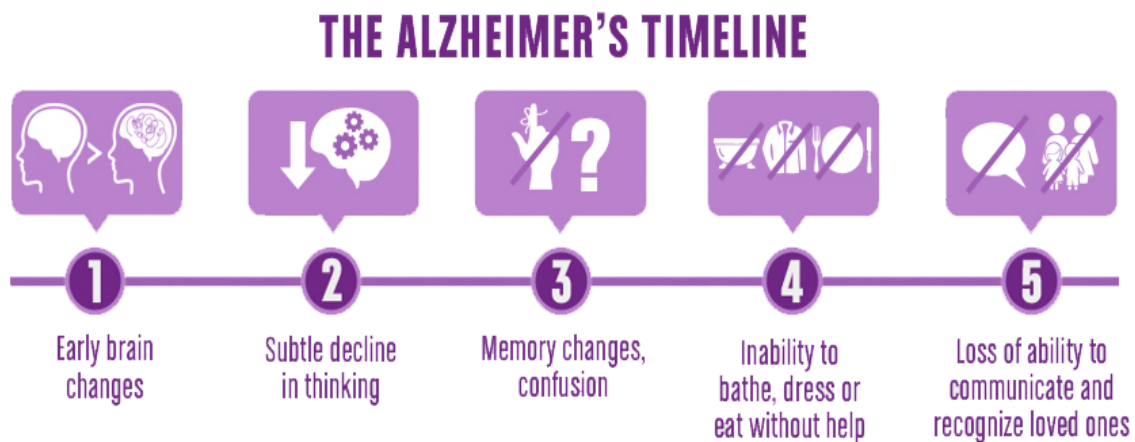 THE ALZHEIMER'S TIMELINE
?
1
Early brain
changes
2
Subtle decline
in thinking
3
Memory changes,
confusion
4
Inability to
bathe, dress or
eat without help
5
Loss of ability to
communicate and
recognize loved ones